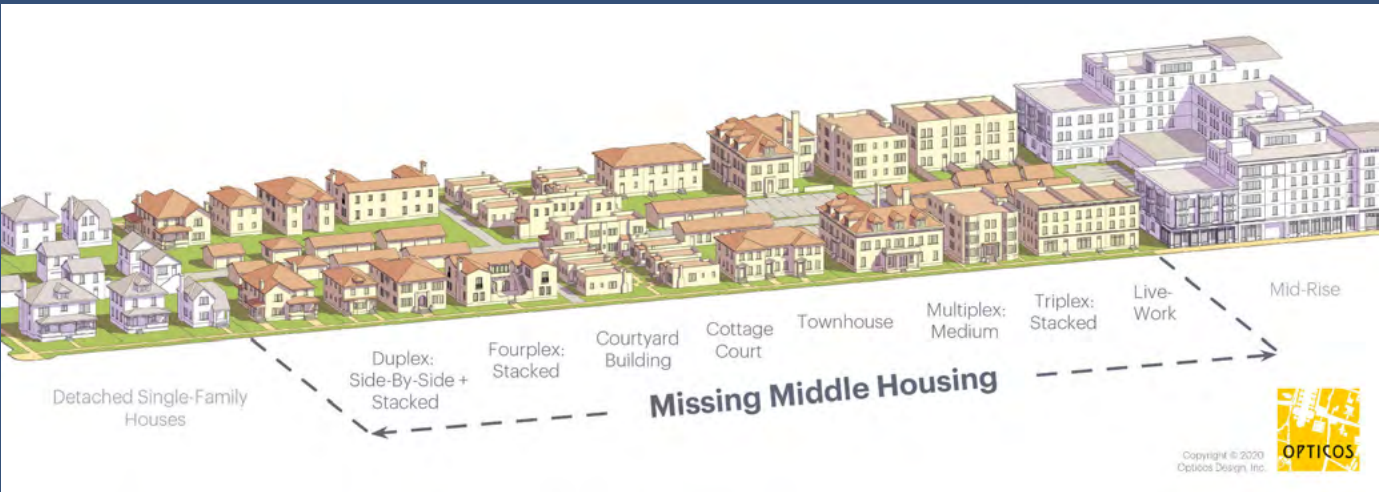 Detached Single-Family
Houses
Duplex:
Side-By-Side +
Stacked
Fourplex:
Stacked
Courtyard
Building
Cottage
Court
Townhouse
Multiplex:
Medium
Triplex:
Stacked
Live-
Work
Mid-Rise
Missing Middle Housing
Copyright © 2020
Opticos Design, Inc.
OPTICOS